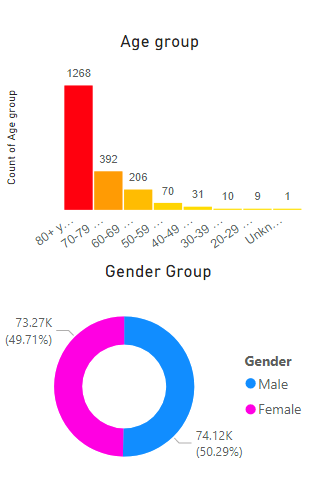 Age group
Count of Age group
1268
392
206
70
31
10
9
1
80+ y...
70-79 ...
60-69 ...
50-59 ...
40-49 ...
30-39 ...
20-29 ...
Unkn...
Gender Group
73.27K
(49.71%)
Gender
Male
Female
74.12K
(50.29%)